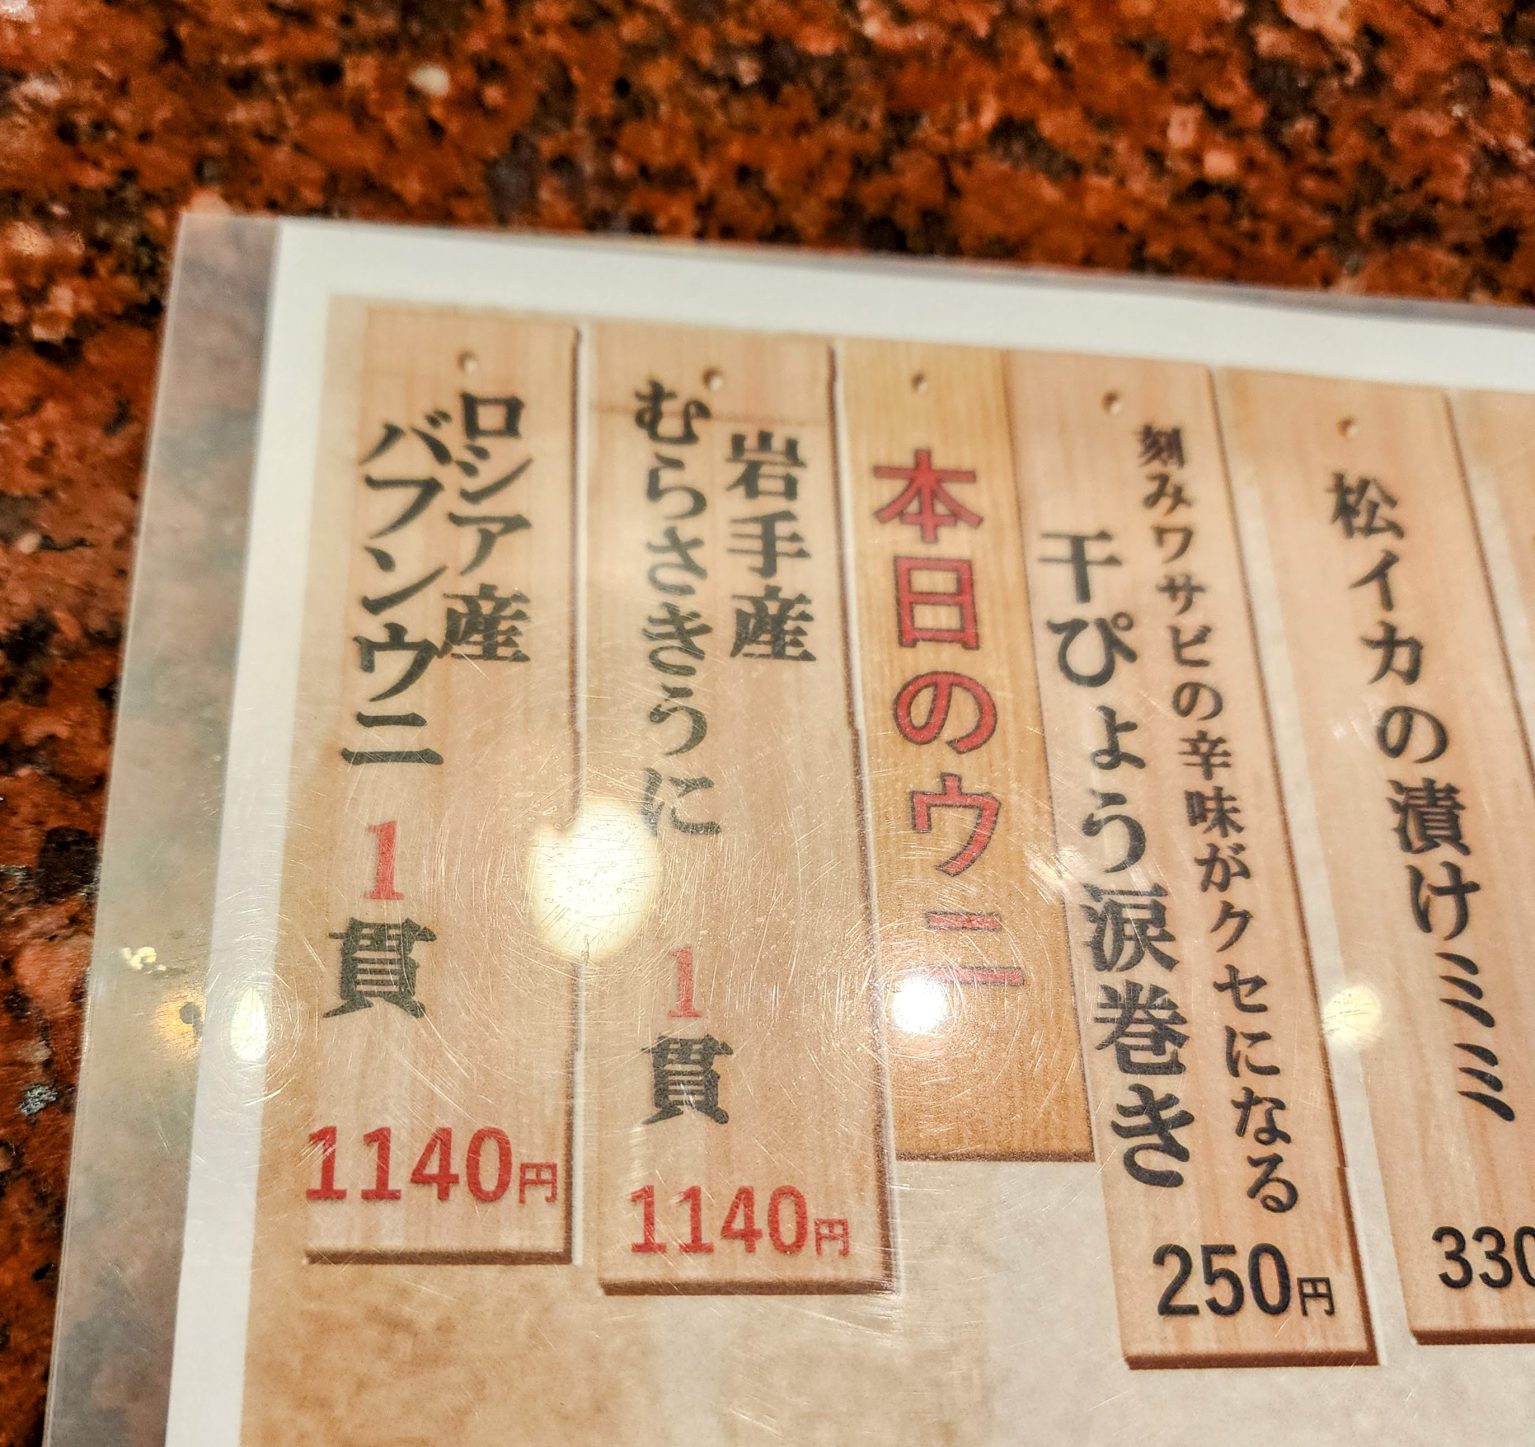 松イカの漬けミミ
330
刻みワサビの辛味がクセになる
干ぴょう涙巻き
250円
本日のウニ
岩手産
むらさきうに
1貫
1140円
ロシア産
バフンウニ
1貫
1140円